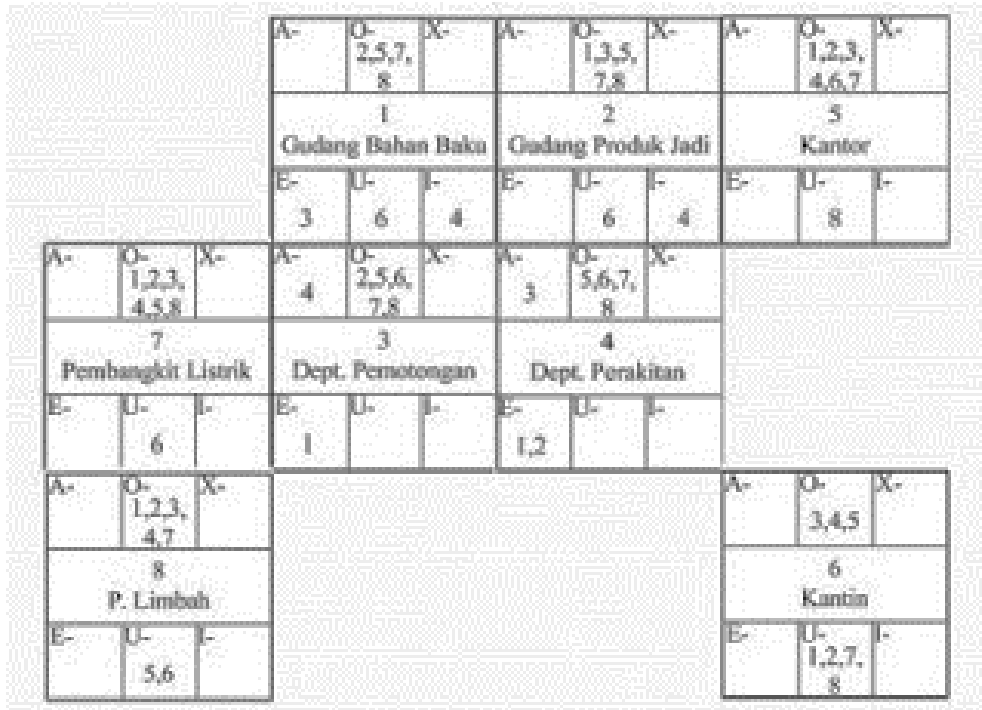 A- O- X- A- O- X- A- O- X-
2,5,7, 1,3,5, 1,2,3,
8 7,8 4,6,7
1 2 5
Gudang Bahan Baku Gudang Produk Jadi Kantor
E- U- I- E- U- I- E- U- I-
3 6 4 6 4 8
A- O- X- A- O- X- A- O- X-
1,2,3, 4 2,5,6, 3 5,6,7,
4,5,8 7,8 8
7 3 4
Pembangkit Listrik Dept. Pemotongan Dept. Perakitan
E- U- I- E- U- I- E- U- I-
6 1 1,2
A- O- X- A- O- X-
1,2,3, 3,4,5
4,7
8 6
P. Limbah Kantin
E- U- I- E- U- I-
5,6 1,2,7,
8